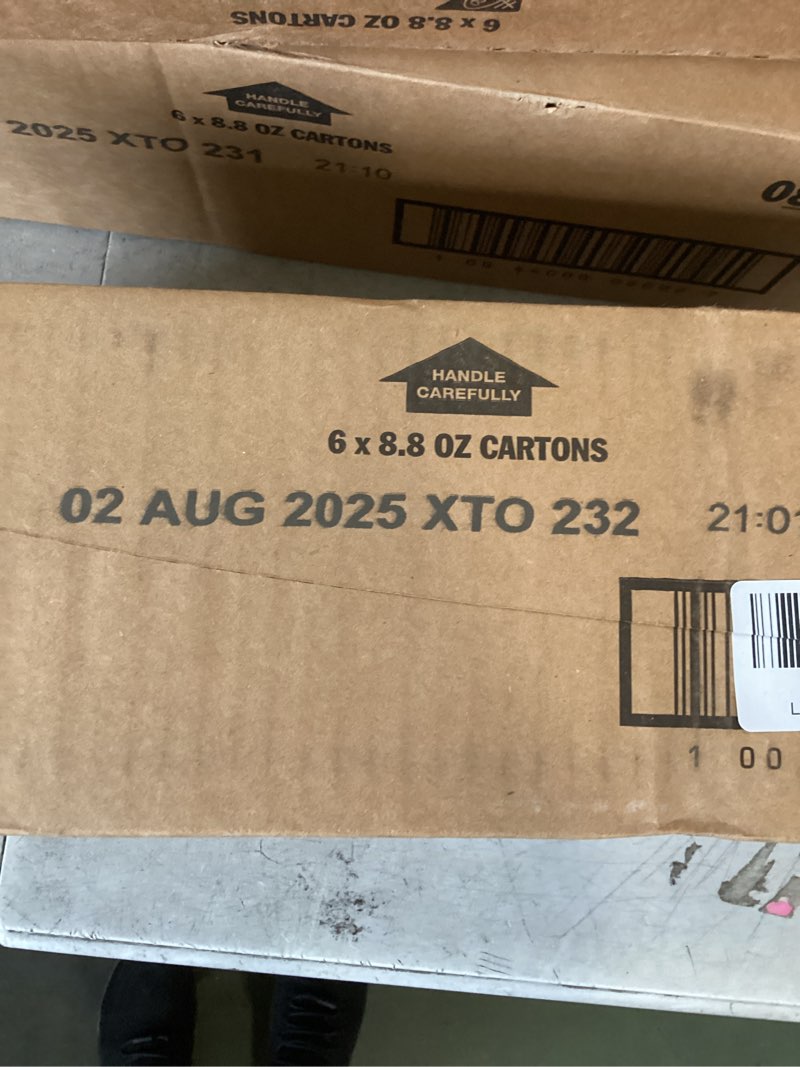 6 x 8.8 OZ CARTONS
HANDLE
CAREFULLY
6 x 8.8 OZ CARTONS
2025 XTO 231 21:10
HANDLE
CAREFULLY
6 x 8.8 OZ CARTONS
02 AUG 2025 XTO 232 21:01
1 00
L